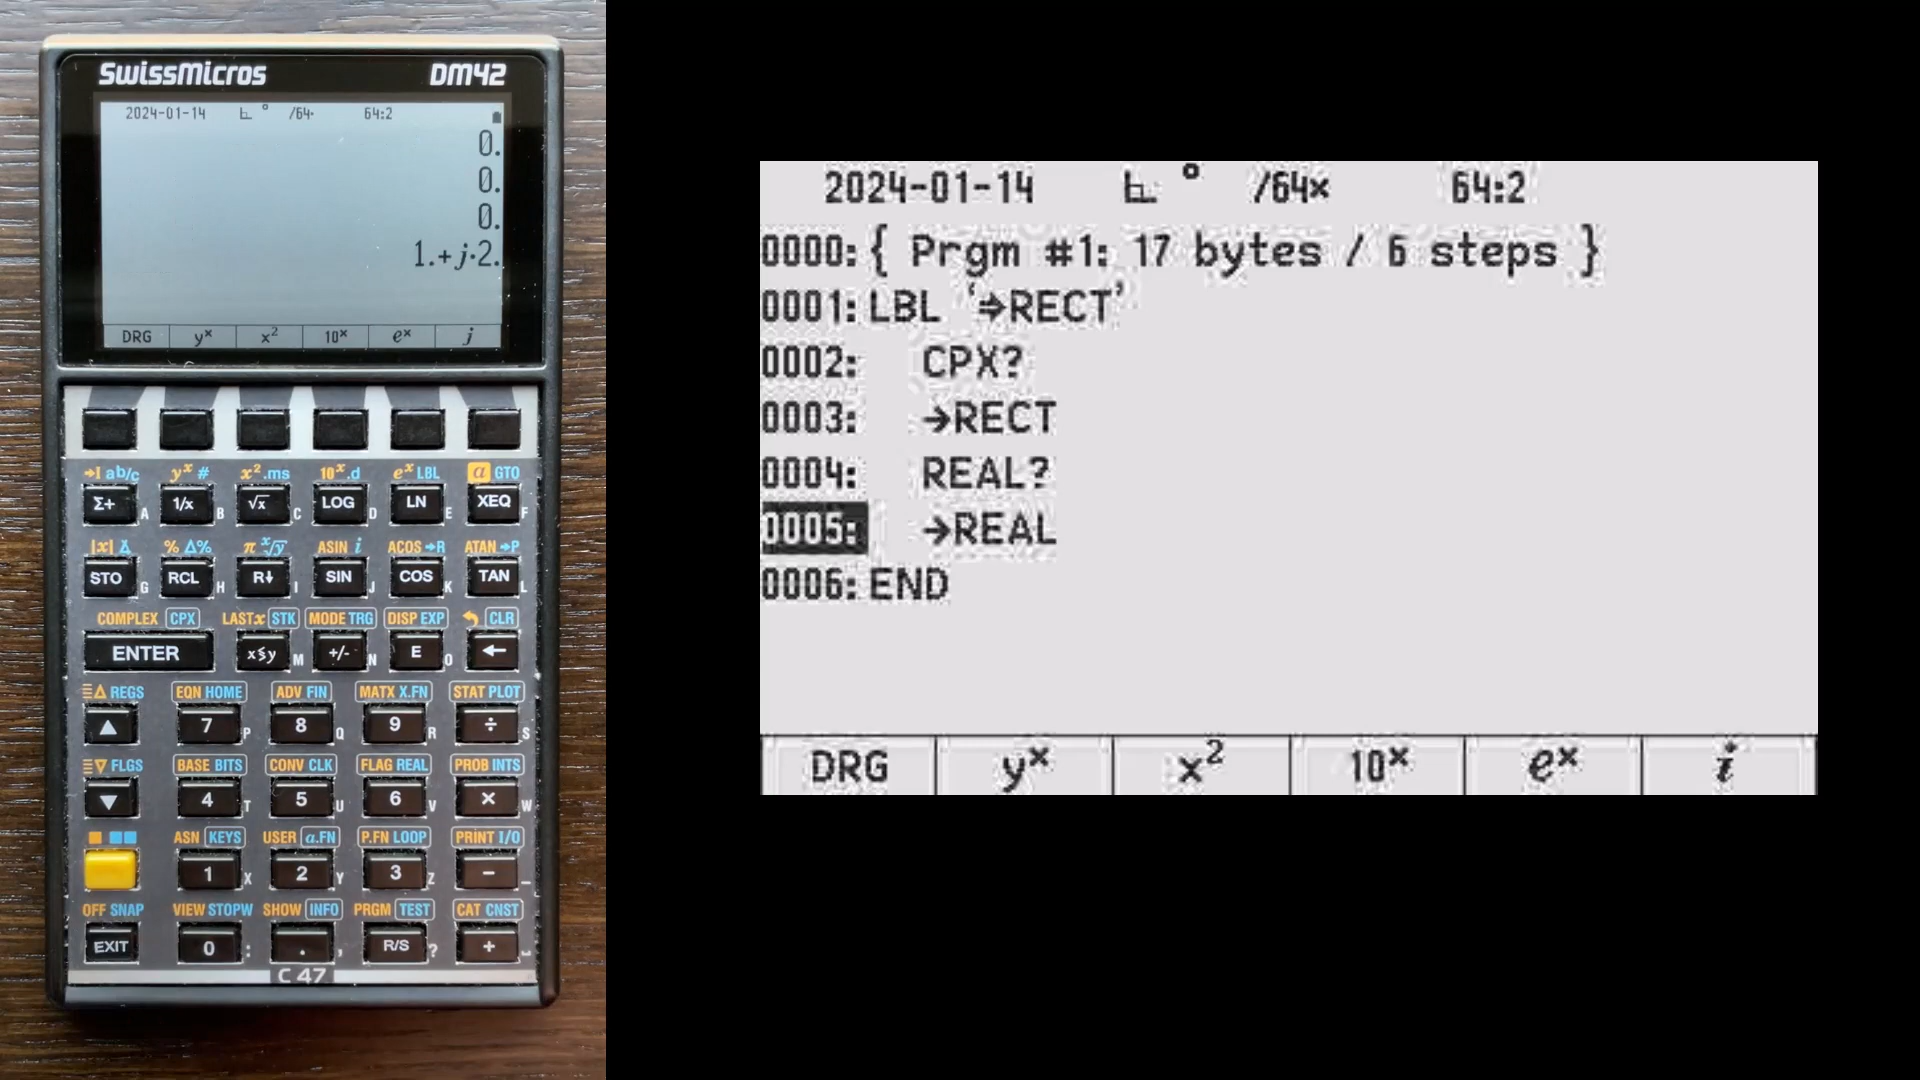 SwissMicros DM42
2024-01-14 ∟° /64· 64:2
0.
0.
0.
1.+j·2.
DRG yˣ x² 10ˣ eˣ j
→I ab/c yˣ # x² .ms 10ˣ .d eˣ LBL α GTO
Σ+ A 1/x B √x C LOG D LN E XEQ F
|x| ∡ % Δ% π ˣ√y ASIN i ACOS →R ATAN →P
STO G RCL H R↓ I SIN J COS K TAN L
COMPLEX CPX LASTx STK MODE TRG DISP EXP ↰ CLR
ENTER x≶y M +/- N E O ←
≡△ REGS EQN HOME ADV FIN MATX X.FN STAT PLOT
▲ 7 P 8 Q 9 R ÷ S
≡▽ FLGS BASE BITS CONV CLK FLAG REAL PROB INTS
▼ 4 T 5 U 6 V × W
ASN KEYS USER α.FN P.FN LOOP PRINT I/O
1 X 2 Y 3 Z − _
OFF SNAP VIEW STOPW SHOW INFO PRGM TEST CAT CNST
EXIT 0 : . , R/S ? + ␣
C 47
2024-01-14 ∟° /64× 64:2
0000: { Prgm #1: 17 bytes / 6 steps }
0001: LBL '⇒RECT'
0002: CPX?
0003: →RECT
0004: REAL?
0005: →REAL
0006: END
DRG yˣ x² 10ˣ eˣ i